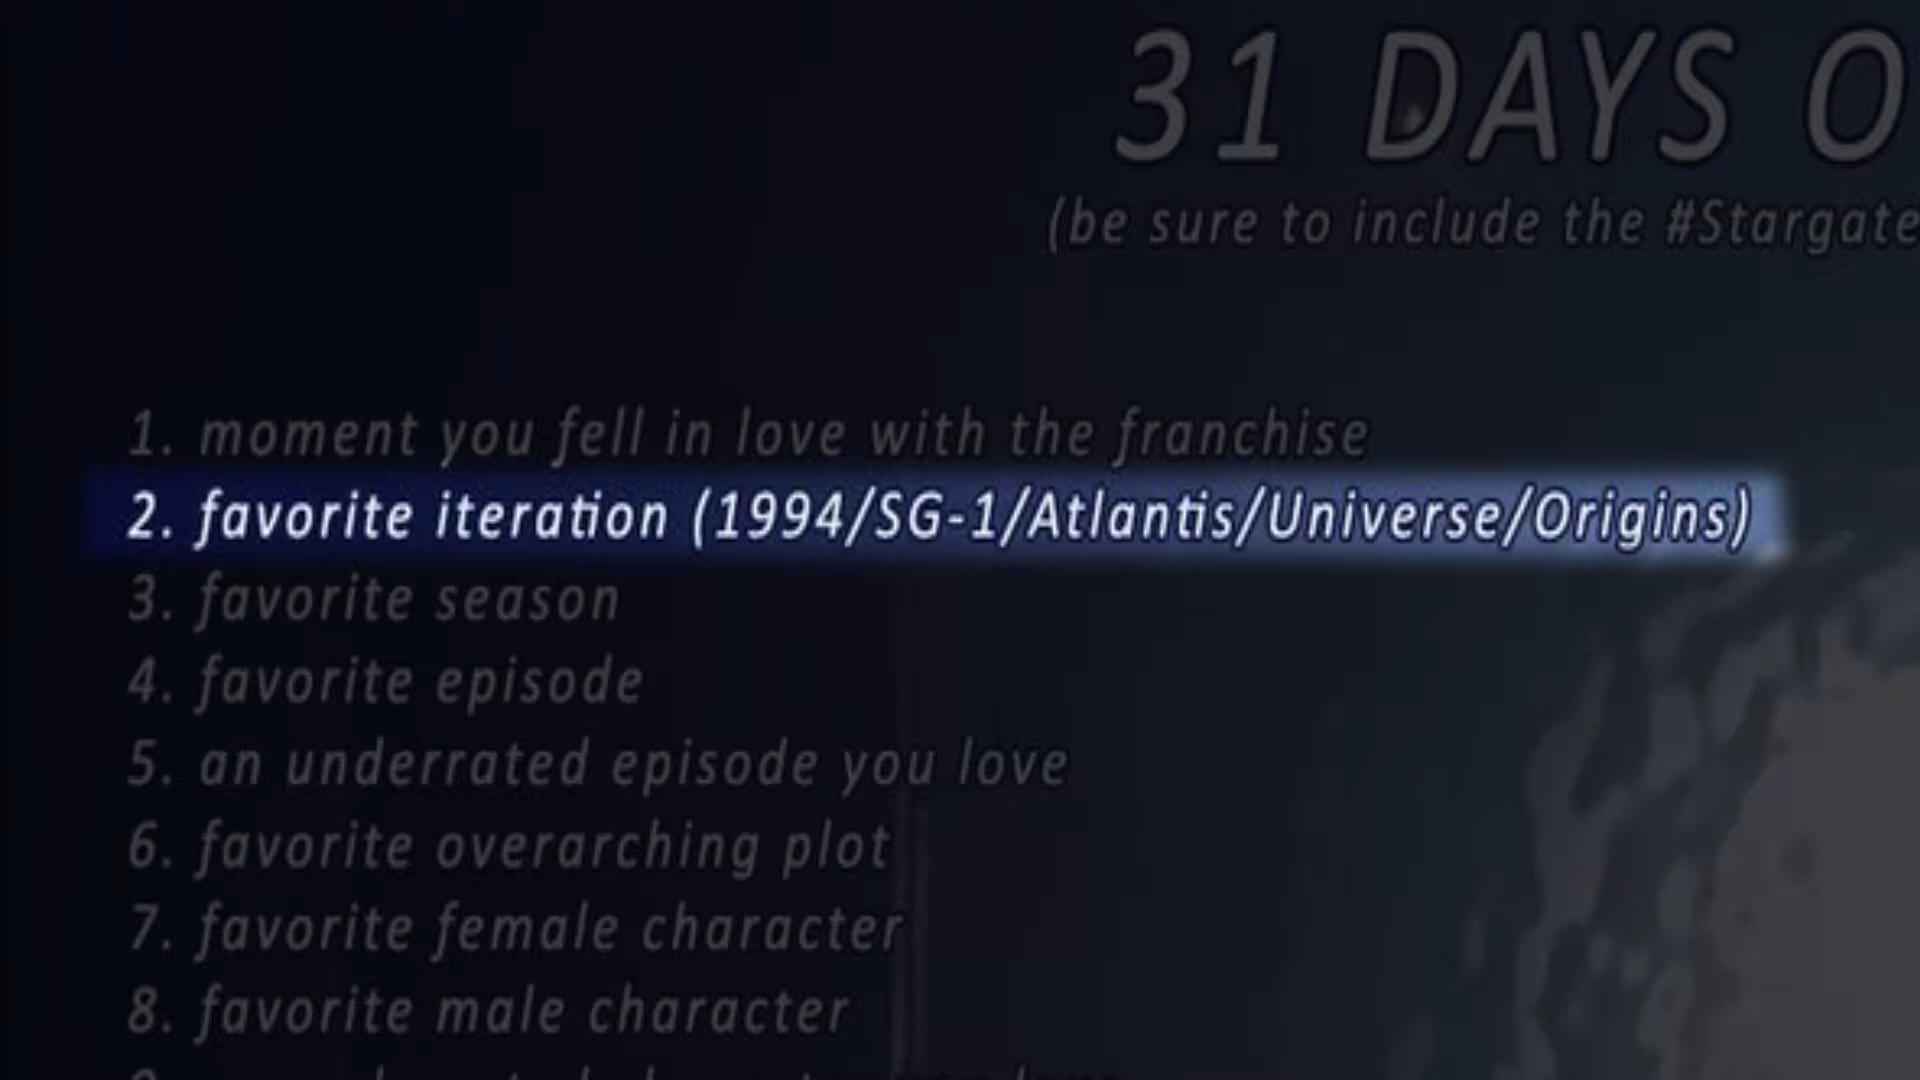 31 DAYS O
(be sure to include the #Stargate
1. moment you fell in love with the franchise
2. favorite iteration (1994/SG-1/Atlantis/Universe/Origins)
3. favorite season
4. favorite episode
5. an underrated episode you love
6. favorite overarching plot
7. favorite female character
8. favorite male character